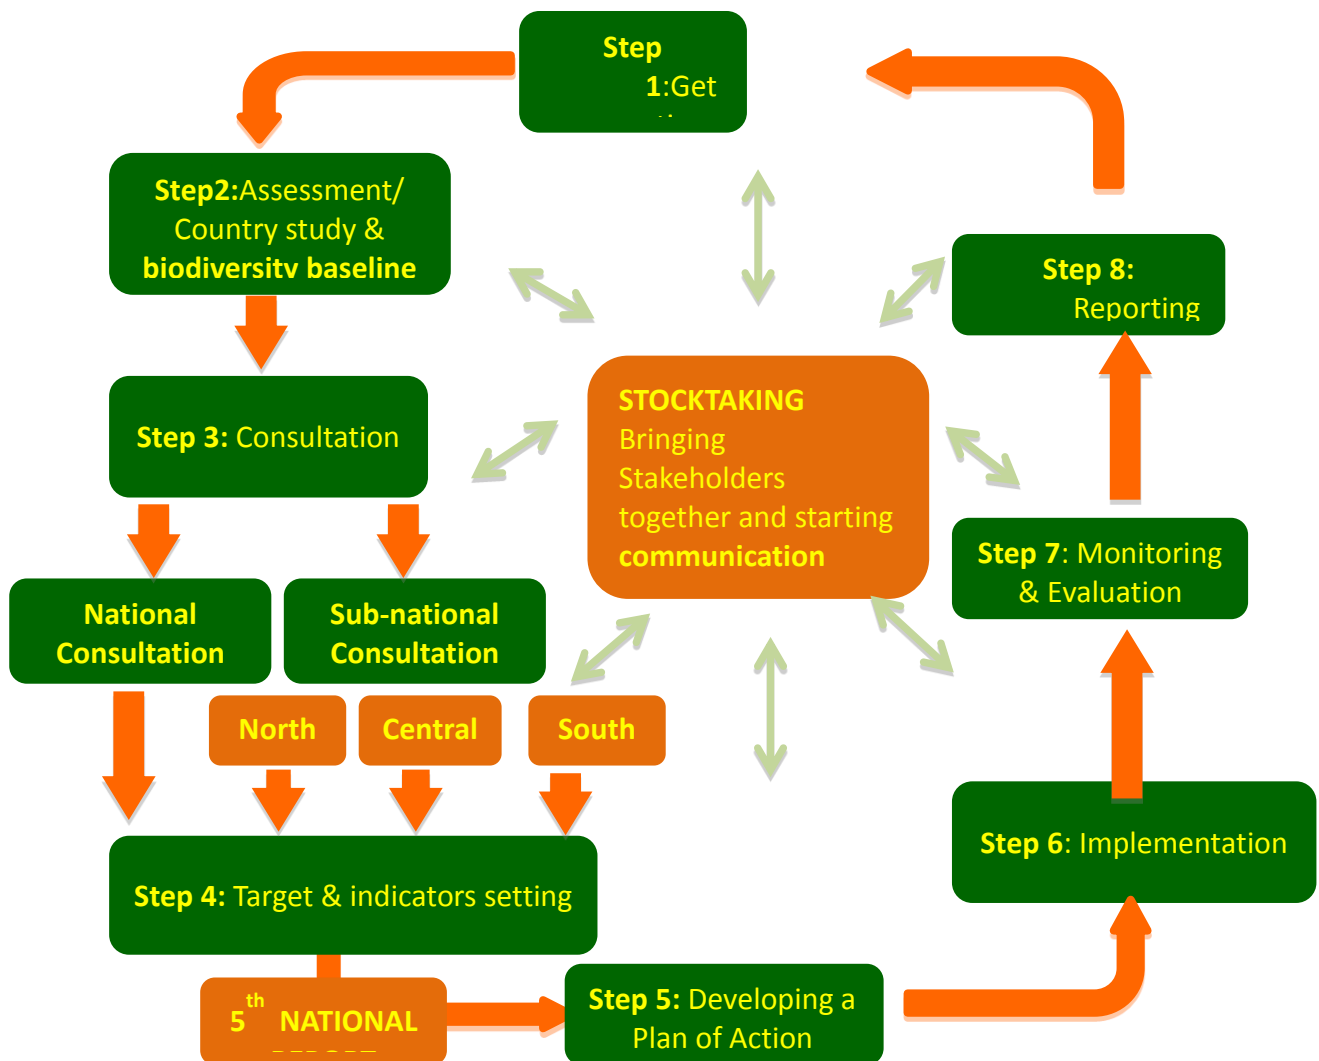 Step
1:Get
Step2:Assessment/
Country study &
biodiversity baseline
Step 3: Consultation
National
Consultation
Sub-national
Consultation
North
Central
South
Step 4: Target & indicators setting
5th NATIONAL
Step 5: Developing a
Plan of Action
Step 6: Implementation
Step 7: Monitoring
& Evaluation
Step 8:
Reporting
STOCKTAKING
Bringing
Stakeholders
together and starting
communication